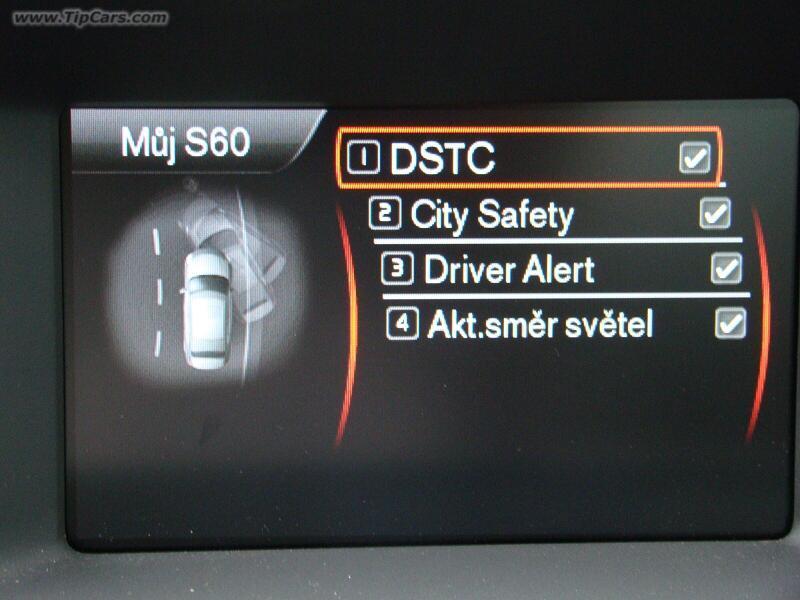 www.TipCars.com
Můj S60
1 DSTC
2 City Safety
3 Driver Alert
4 Akt.směr světel